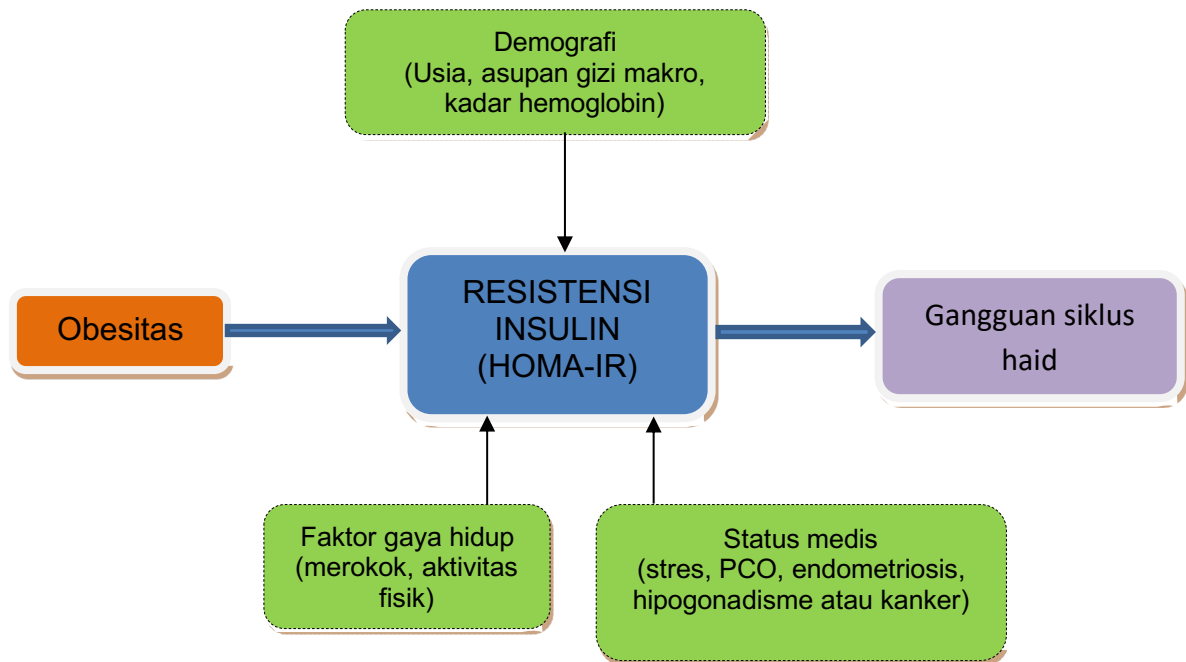 Demografi
(Usia, asupan gizi makro,
kadar hemoglobin)
Obesitas
RESISTENSI
INSULIN
(HOMA-IR)
Gangguan siklus
haid
Faktor gaya hidup
(merokok, aktivitas
fisik)
Status medis
(stres, PCO, endometriosis,
hipogonadisme atau kanker)